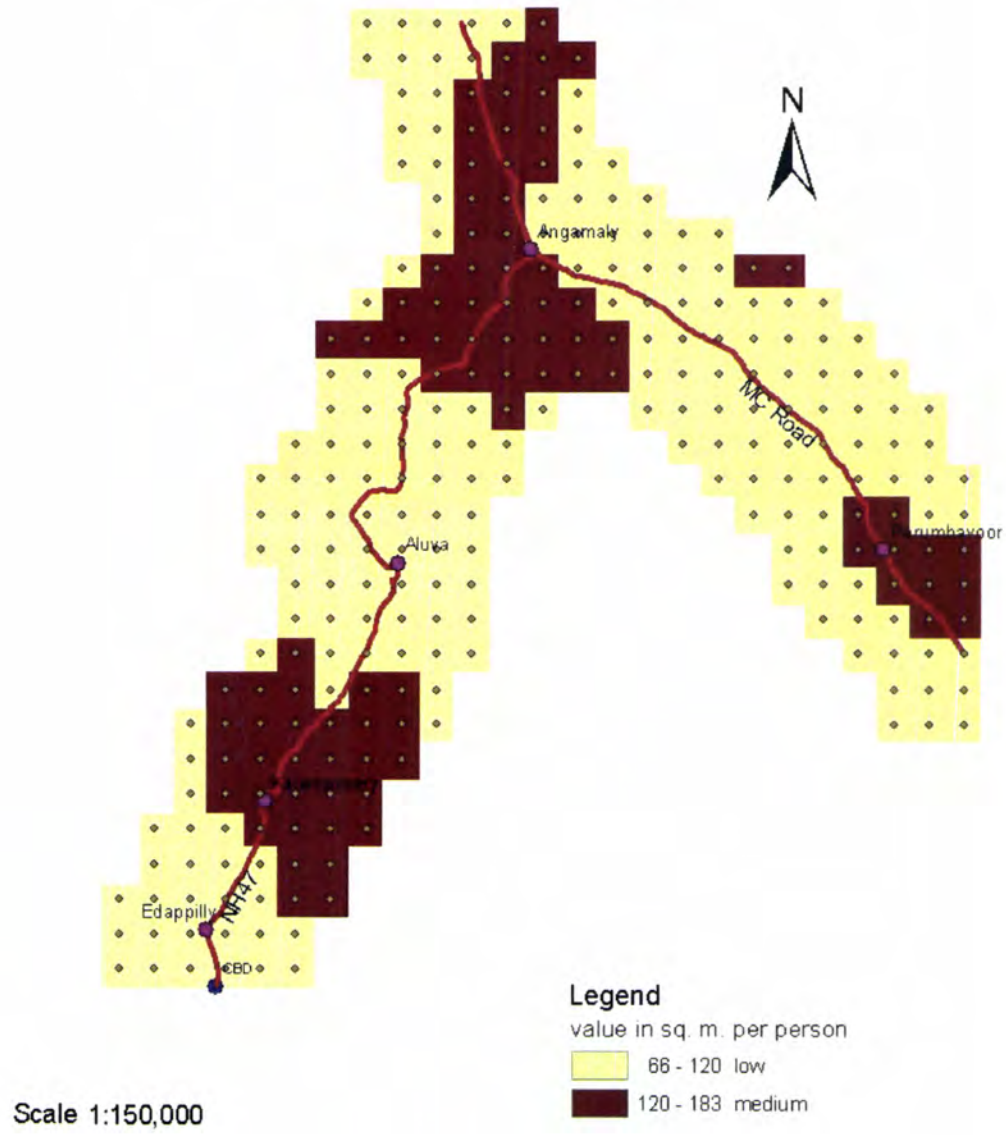 N
Angamaly
MC Road
Perumbavoor
Aluva
NH47
Edappilly
CBD
Legend
value in sq. m. per person
66 - 120 low
120 - 183 medium
Scale 1:150,000